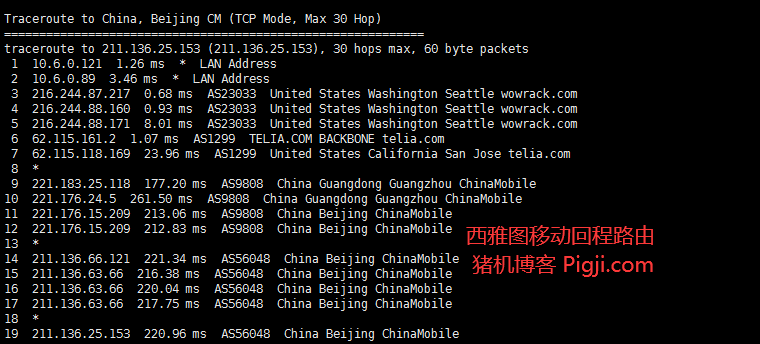 Traceroute to China, Beijing CM (TCP Mode, Max 30 Hop)
============================================================
traceroute to 211.136.25.153 (211.136.25.153), 30 hops max, 60 byte packets
1 10.6.0.121 1.26 ms * LAN Address
2 10.6.0.89 3.46 ms * LAN Address
3 216.244.87.217 0.68 ms AS23033 United States Washington Seattle wowrack.com
4 216.244.88.160 0.93 ms AS23033 United States Washington Seattle wowrack.com
5 216.244.88.171 8.01 ms AS23033 United States Washington Seattle wowrack.com
6 62.115.161.2 1.07 ms AS1299 TELIA.COM BACKBONE telia.com
7 62.115.118.169 23.96 ms AS1299 United States California San Jose telia.com
8 *
9 221.183.25.118 177.20 ms AS9808 China Guangdong Guangzhou ChinaMobile
10 221.176.24.5 261.50 ms AS9808 China Guangdong Guangzhou ChinaMobile
11 221.176.15.209 213.06 ms AS9808 China Beijing ChinaMobile
12 221.176.15.209 212.83 ms AS9808 China Beijing ChinaMobile
13 *
14 211.136.66.121 221.34 ms AS56048 China Beijing ChinaMobile
15 211.136.63.66 216.38 ms AS56048 China Beijing ChinaMobile
16 211.136.63.66 220.04 ms AS56048 China Beijing ChinaMobile
17 211.136.63.66 217.75 ms AS56048 China Beijing ChinaMobile
18 *
19 211.136.25.153 220.96 ms AS56048 China Beijing ChinaMobile
西雅图移动回程路由
猪机博客 Pigji.com